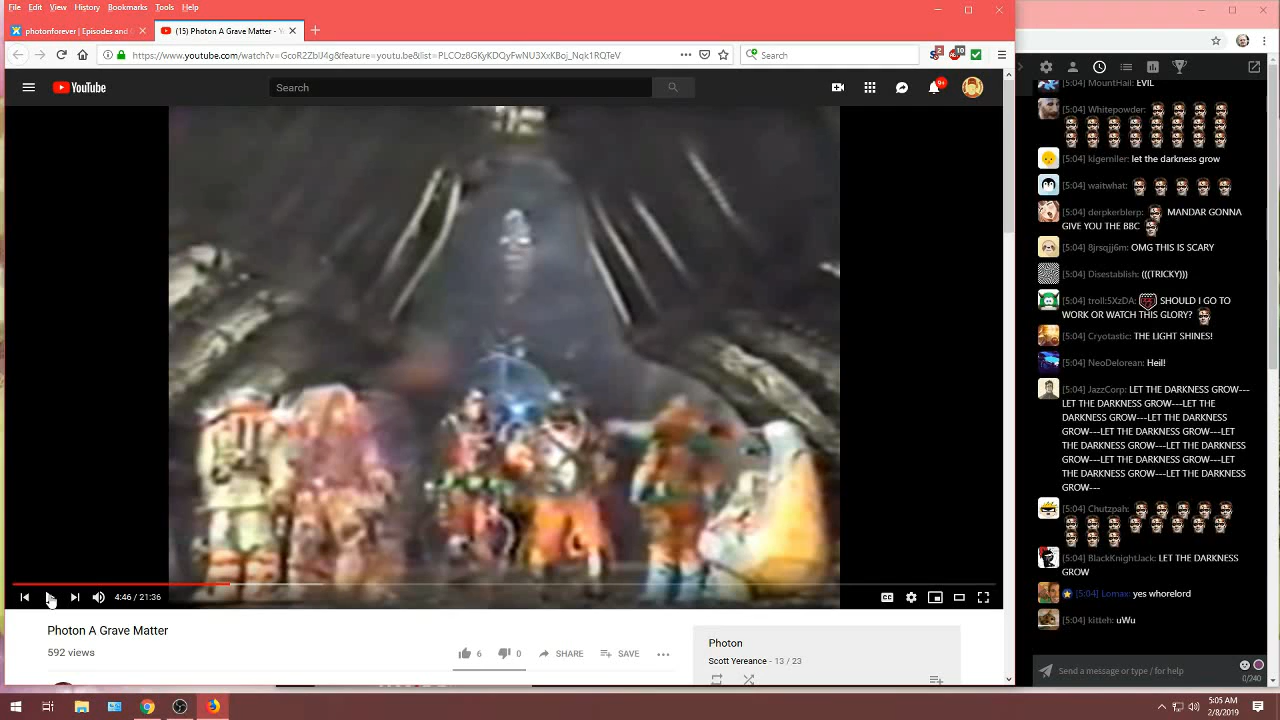 File Edit View History Bookmarks Tools Help
photonforever | Episodes and
(15) Photon A Grave Matter - Y
https://www.youtube.com/watch?v=GcoR2ZbIJ4g&feature=youtu.be&list=PLCOz8GKyKDQyFwNU3XxKBoj_Nqk1RQTeV
Search
2
10
YouTube
Search
9+
[5:04] MountHail: EVIL
[5:04] Whitepowder:
[5:04] kigerniler: let the darkness grow
[5:04] waitwhat:
[5:04] derpkerblerp: MANDAR GONNA
GIVE YOU THE BBC
[5:04] 8jrsqjj6m: OMG THIS IS SCARY
[5:04] Disestablish: (((TRICKY)))
[5:04] troll:5XzDA: SHOULD I GO TO
WORK OR WATCH THIS GLORY?
[5:04] Cryotastic: THE LIGHT SHINES!
[5:04] NeoDelorean: Heil!
[5:04] JazzCorp: LET THE DARKNESS GROW---
LET THE DARKNESS GROW---LET THE
DARKNESS GROW---LET THE DARKNESS
GROW---LET THE DARKNESS GROW---LET
THE DARKNESS GROW---LET THE DARKNESS
GROW---LET THE DARKNESS GROW---LET
THE DARKNESS GROW---LET THE DARKNESS
GROW---
[5:04] Chutzpah:
[5:04] BlackKnightJack: LET THE DARKNESS
GROW
[5:04] Lomax: yes whorelord
[5:04] kitteh: uWu
Send a message or type / for help
0/240
4:46 / 21:36
CC
Photon A Grave Matter
592 views
6
0
SHARE
SAVE
Photon
Scott Yereance - 13 / 23
5:05 AM
2/8/2019